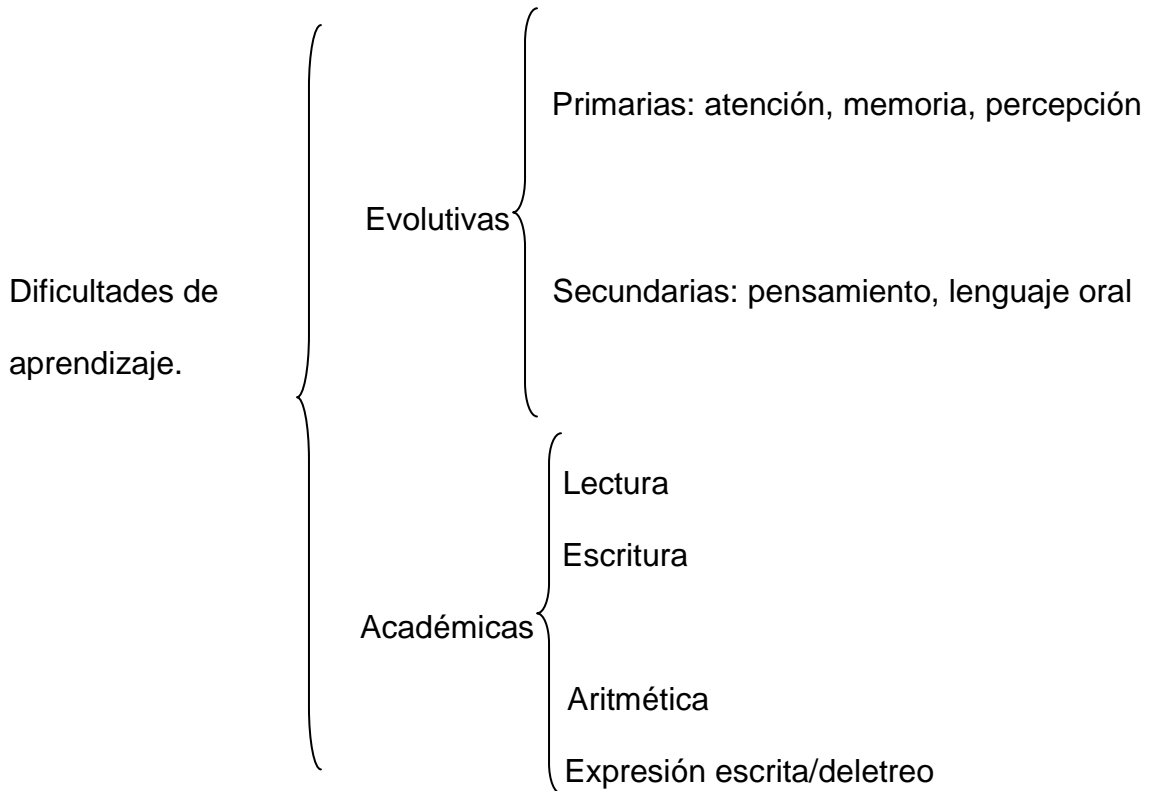 Primarias: atención, memoria, percepción
Evolutivas
Secundarias: pensamiento, lenguaje oral
Dificultades de
aprendizaje.
Lectura
Escritura
Académicas
Aritmética
Expresión escrita/deletreo